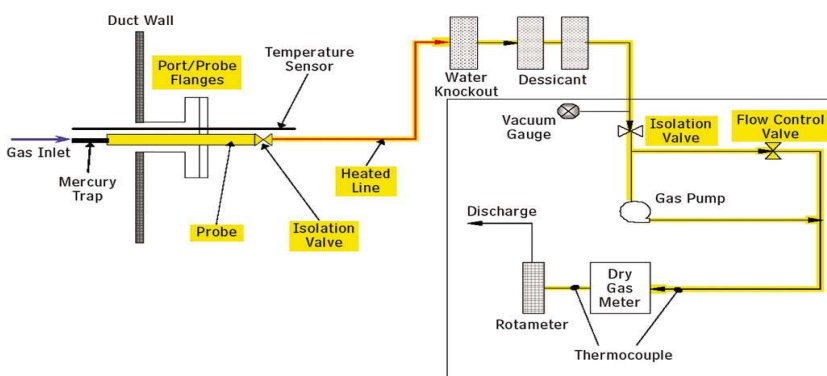 Duct Wall
Port/Probe
Flanges
Temperature
Sensor
Gas Inlet
Mercury
Trap
Probe
Isolation
Valve
Heated
Line
Water
Knockout
Dessicant
Vacuum
Gauge
Isolation
Valve
Flow Control
Valve
Gas Pump
Discharge
Rotameter
Dry
Gas
Meter
Thermocouple